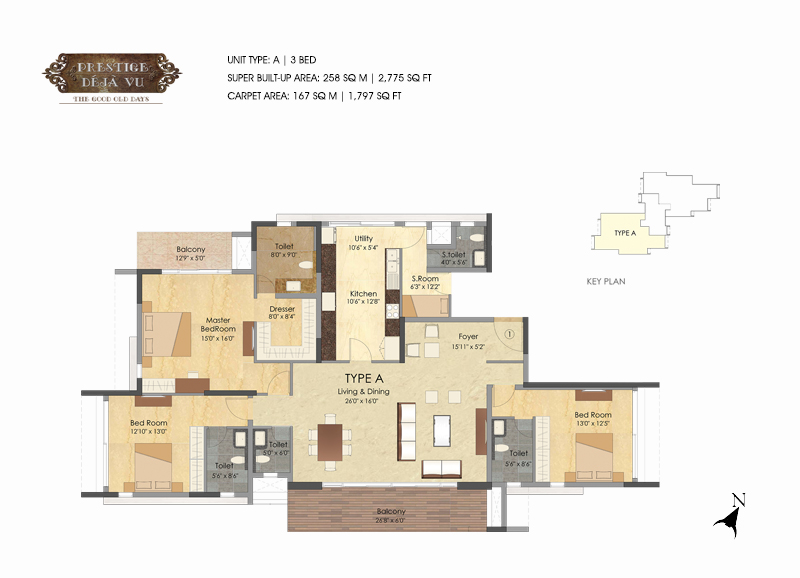 PRESTIGE
DÉJÀ VU
THE GOOD OLD DAYS
UNIT TYPE: A | 3 BED
SUPER BUILT-UP AREA: 258 SQ M | 2,775 SQ FT
CARPET AREA: 167 SQ M | 1,797 SQ FT
TYPE A
KEY PLAN
Balcony
12'9" x 5'0"
Toilet
8'0" x 9'0"
Utility
10'6" x 5'4"
S.toilet
4'0" x 5'6"
S.Room
6'3" x 12'2"
Kitchen
10'6" x 12'8"
Dresser
8'0" x 8'4"
Master
BedRoom
15'0" x 16'0"
Foyer
15'11" x 5'2"
1
TYPE A
Living & Dining
26'0" x 16'0"
Bed Room
12'10" x 13'0"
Bed Room
13'0" x 12'5"
Toilet
5'6" x 8'6"
Toilet
5'0" x 6'0"
Toilet
5'6" x 8'6"
Balcony
26'8" x 6'0"
N